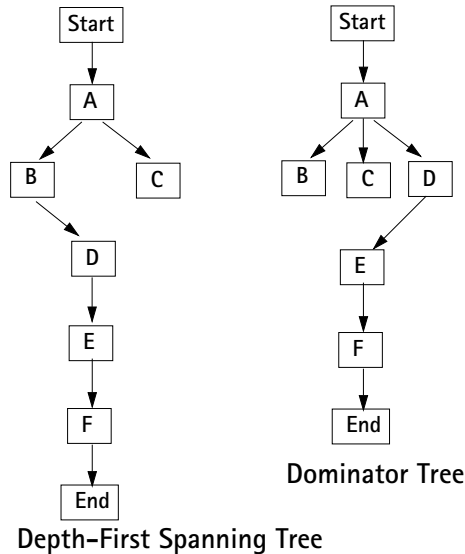 Start
A
B
C
D
E
F
End
Depth-First Spanning Tree
Start
A
B
C
D
E
F
End
Dominator Tree